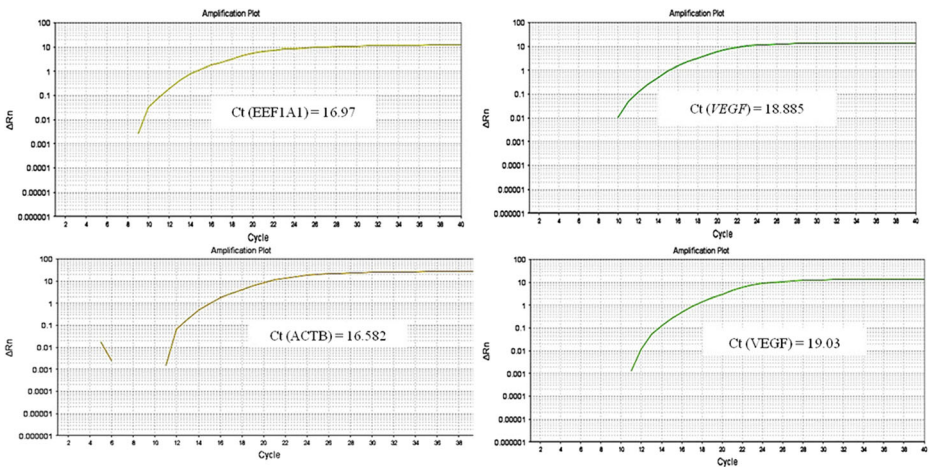 Amplification Plot
100
10
1
0.1
0.01
0.001
0.0001
0.00001
0.000001
ΔRn
Ct (EEF1A1) = 16.97
2 4 6 8 10 12 14 16 18 20 22 24 26 28 30 32 34 36 38 40
Cycle
Amplification Plot
100
10
1
0.1
0.01
0.001
0.0001
0.00001
0.000001
ΔRn
Ct (VEGF) = 18.885
2 4 6 8 10 12 14 16 18 20 22 24 26 28 30 32 34 36 38 40
Cycle
Amplification Plot
100
10
1
0.1
0.01
0.001
0.0001
0.00001
0.000001
ΔRn
Ct (ACTB) = 16.582
2 4 6 8 10 12 14 16 18 20 22 24 26 28 30 32 34 36 38
Cycle
Amplification Plot
100
10
1
0.1
0.01
0.001
0.0001
0.00001
0.000001
ΔRn
Ct (VEGF) = 19.03
2 4 6 8 10 12 14 16 18 20 22 24 26 28 30 32 34 36 38 40
Cycle